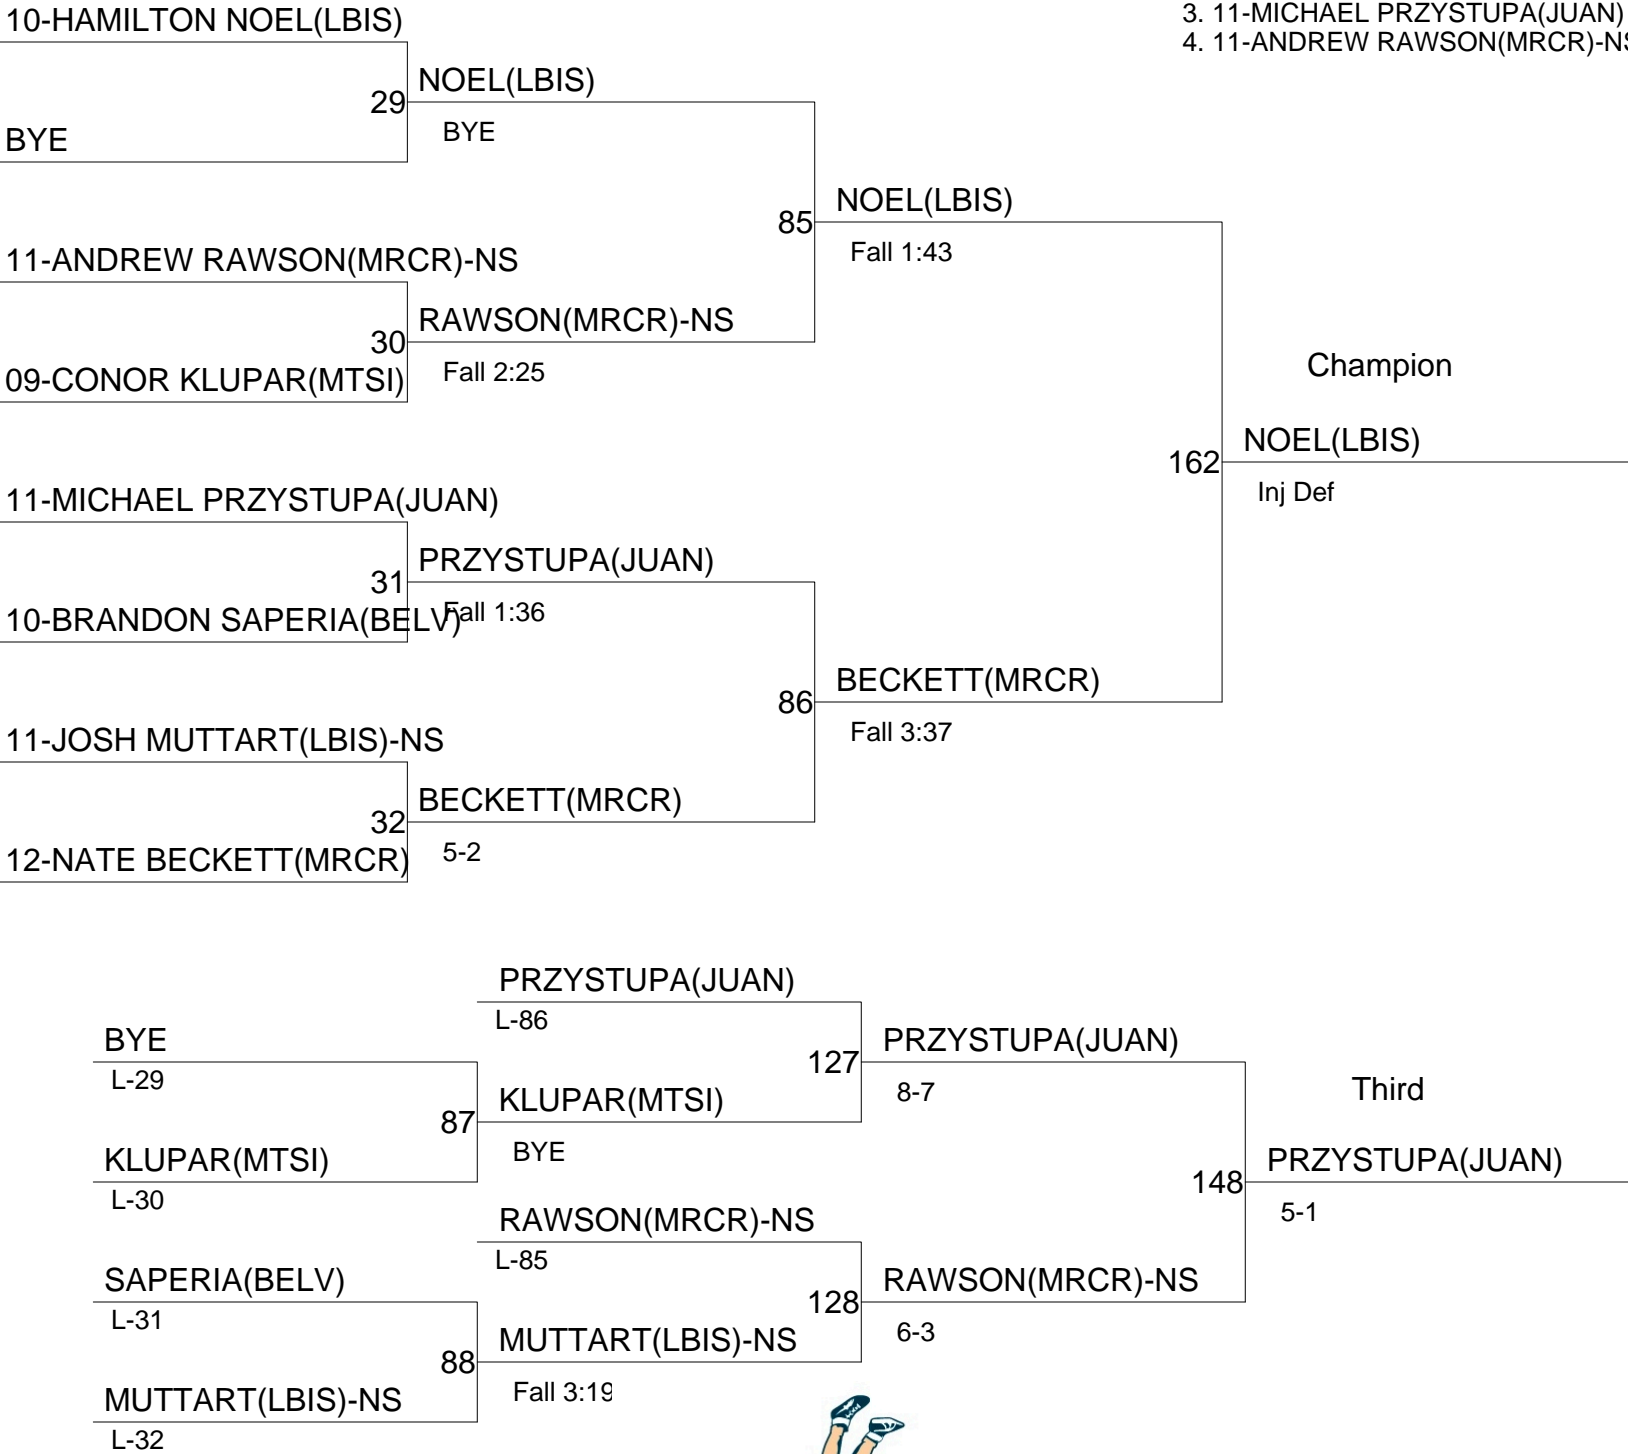 3. 11-MICHAEL PRZYSTUPA(JUAN)
4. 11-ANDREW RAWSON(MRCR)-NS
10-HAMILTON NOEL(LBIS)
NOEL(LBIS)
29
BYE
BYE
NOEL(LBIS)
85
Fall 1:43
11-ANDREW RAWSON(MRCR)-NS
RAWSON(MRCR)-NS
30
Fall 2:25
09-CONOR KLUPAR(MTSI)
Champion
NOEL(LBIS)
162
Inj Def
11-MICHAEL PRZYSTUPA(JUAN)
PRZYSTUPA(JUAN)
31
Fall 1:36
10-BRANDON SAPERIA(BELV)
BECKETT(MRCR)
86
Fall 3:37
11-JOSH MUTTART(LBIS)-NS
BECKETT(MRCR)
32
5-2
12-NATE BECKETT(MRCR)
PRZYSTUPA(JUAN)
L-86
BYE
L-29
127
PRZYSTUPA(JUAN)
8-7
87
KLUPAR(MTSI)
BYE
KLUPAR(MTSI)
L-30
Third
148
PRZYSTUPA(JUAN)
5-1
RAWSON(MRCR)-NS
L-85
SAPERIA(BELV)
L-31
128
RAWSON(MRCR)-NS
6-3
88
MUTTART(LBIS)-NS
Fall 3:19
MUTTART(LBIS)-NS
L-32